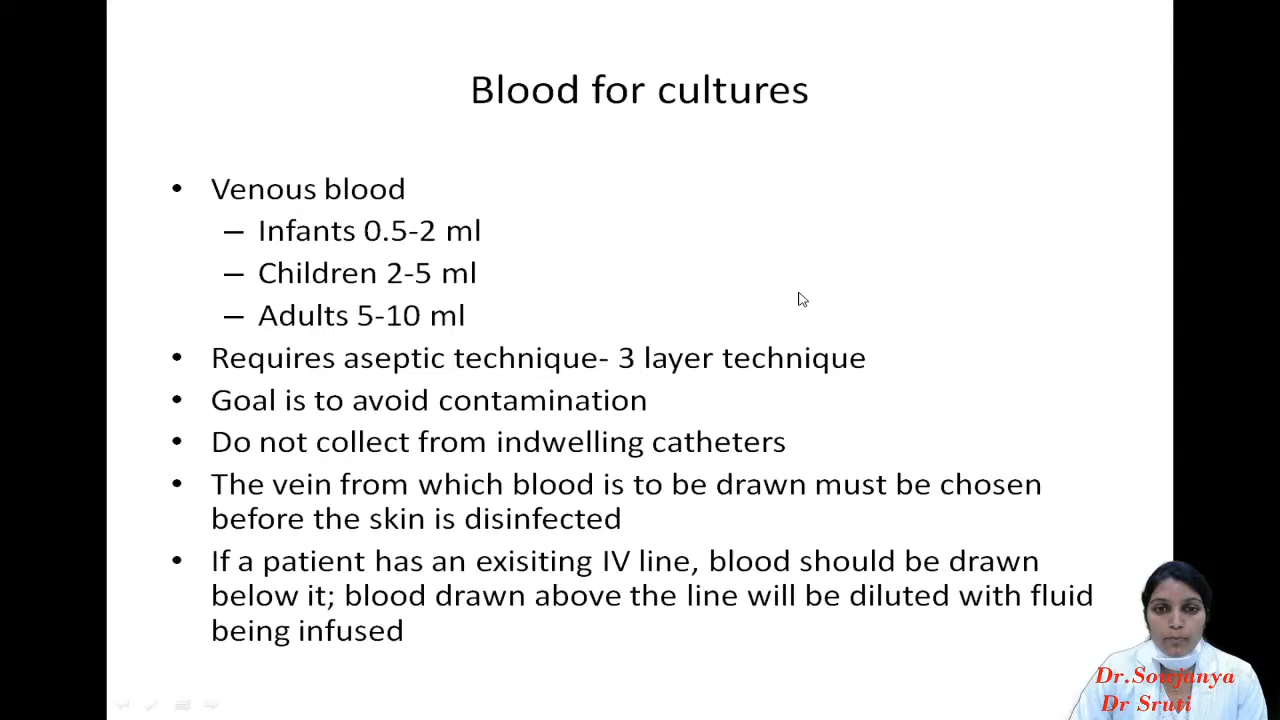 Blood for cultures
• Venous blood
– Infants 0.5-2 ml
– Children 2-5 ml
– Adults 5-10 ml
• Requires aseptic technique- 3 layer technique
• Goal is to avoid contamination
• Do not collect from indwelling catheters
• The vein from which blood is to be drawn must be chosen
before the skin is disinfected
• If a patient has an exisiting IV line, blood should be drawn
below it; blood drawn above the line will be diluted with fluid
being infused
Dr.Sowjanya
Dr Sruti